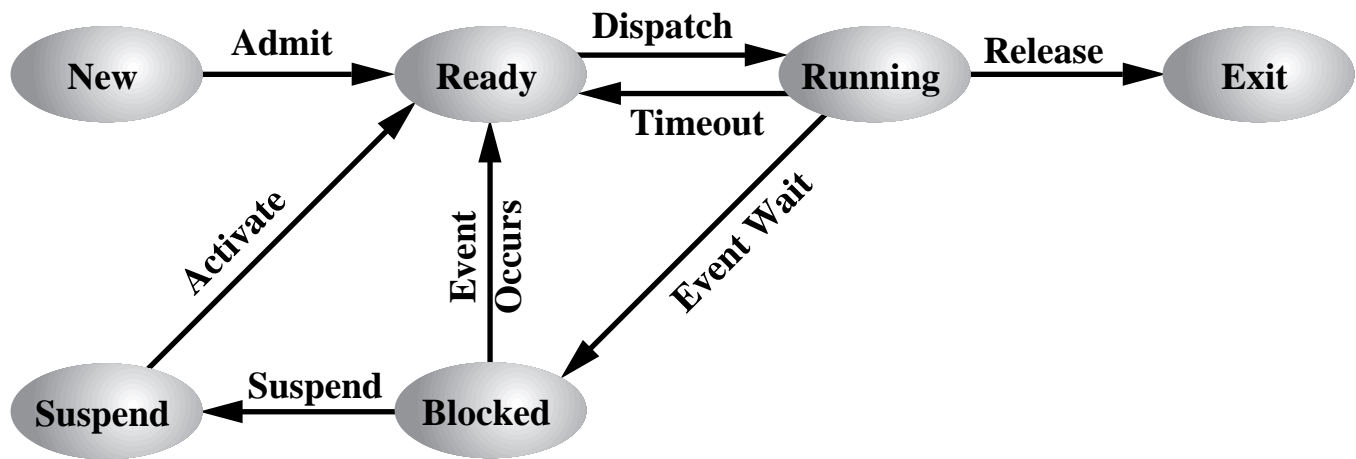 Admit
Dispatch
Release
New
Ready
Running
Exit
Timeout
Activate
Event
Occurs
Event Wait
Suspend
Suspend
Blocked